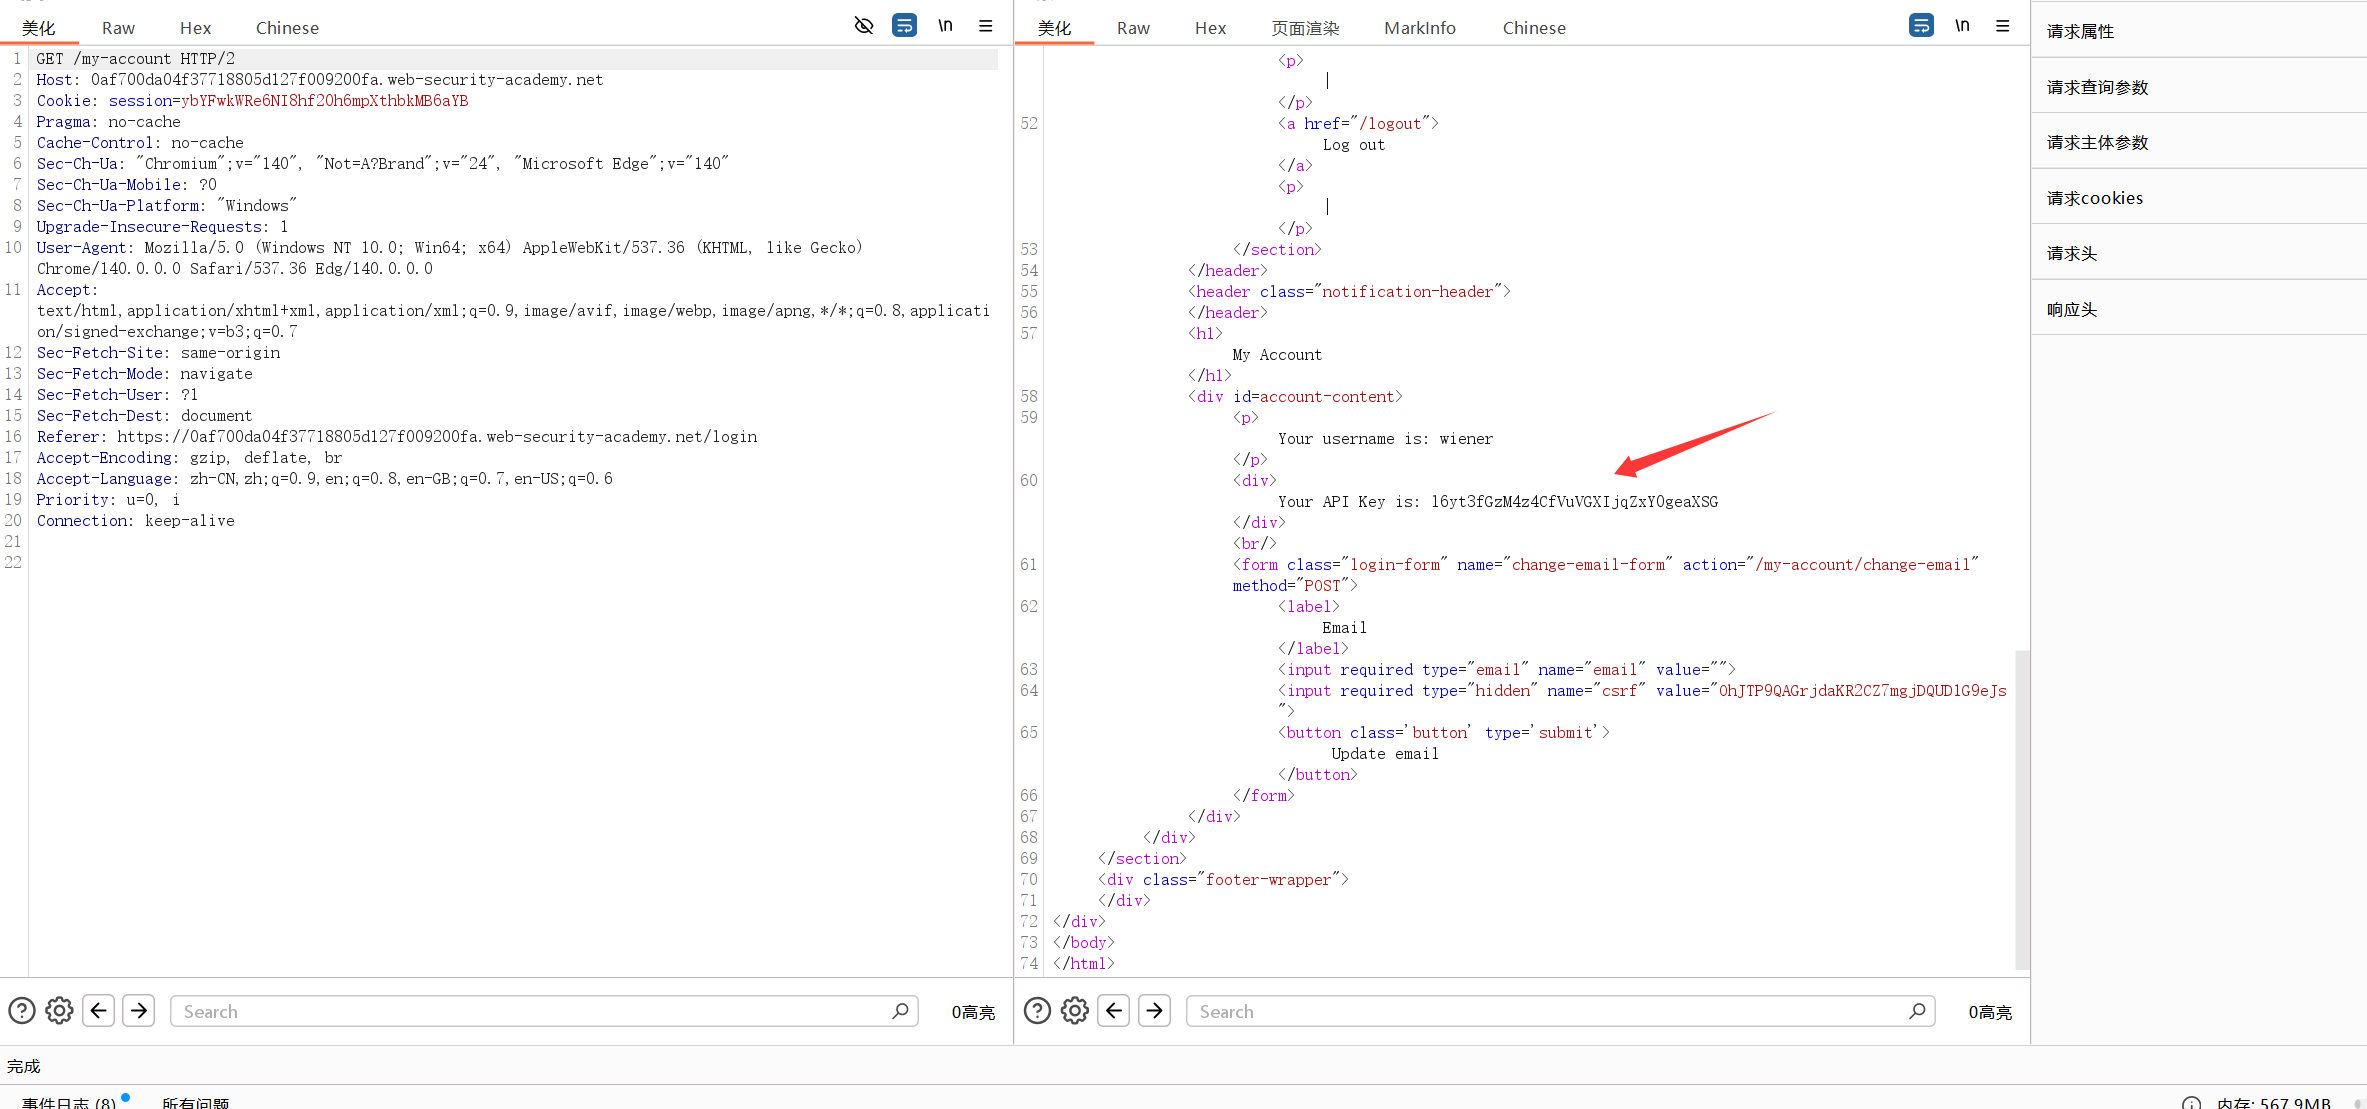 美化 Raw Hex Chinese \n
1 GET /my-account HTTP/2
2 Host: 0af700da04f37718805d127f009200fa.web-security-academy.net
3 Cookie: session=ybYFwkWRe6NI8hf2Oh6mpXthbkMB6aYB
4 Pragma: no-cache
5 Cache-Control: no-cache
6 Sec-Ch-Ua: "Chromium";v="140", "Not=A?Brand";v="24", "Microsoft Edge";v="140"
7 Sec-Ch-Ua-Mobile: ?0
8 Sec-Ch-Ua-Platform: "Windows"
9 Upgrade-Insecure-Requests: 1
10 User-Agent: Mozilla/5.0 (Windows NT 10.0; Win64; x64) AppleWebKit/537.36 (KHTML, like Gecko)
Chrome/140.0.0.0 Safari/537.36 Edg/140.0.0.0
11 Accept:
text/html,application/xhtml+xml,application/xml;q=0.9,image/avif,image/webp,image/apng,*/*;q=0.8,applicati
on/signed-exchange;v=b3;q=0.7
12 Sec-Fetch-Site: same-origin
13 Sec-Fetch-Mode: navigate
14 Sec-Fetch-User: ?1
15 Sec-Fetch-Dest: document
16 Referer: https://0af700da04f37718805d127f009200fa.web-security-academy.net/login
17 Accept-Encoding: gzip, deflate, br
18 Accept-Language: zh-CN,zh;q=0.9,en;q=0.8,en-GB;q=0.7,en-US;q=0.6
19 Priority: u=0, i
20 Connection: keep-alive
21
22
Search 0高亮
美化 Raw Hex 页面渲染 MarkInfo Chinese \n
<p>
|
</p>
52 <a href="/logout">
Log out
</a>
<p>
|
</p>
53 </section>
54 </header>
55 <header class="notification-header">
56 </header>
57 <h1>
My Account
</h1>
58 <div id=account-content>
59 <p>
Your username is: wiener
</p>
60 <div>
Your API Key is: l6yt3fGzM4z4CfVuVGXIjqZxY0geaXSG
</div>
<br/>
61 <form class="login-form" name="change-email-form" action="/my-account/change-email"
method="POST">
62 <label>
Email
</label>
63 <input required type="email" name="email" value="">
64 <input required type="hidden" name="csrf" value="0hJTP9QAGrjdaKR2CZ7mgjDQUD1G9eJs
">
65 <button class='button' type='submit'>
Update email
</button>
66 </form>
67 </div>
68 </div>
69 </section>
70 <div class="footer-wrapper">
71 </div>
72 </div>
73 </body>
74 </html>
Search 0高亮
请求属性
请求查询参数
请求主体参数
请求cookies
请求头
响应头
完成
事件日志 (8) 所有问题 内存: 567.9MB